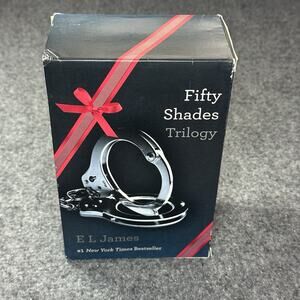 Fifty
Shades
Trilogy
E L James
#1 New York Times Bestseller